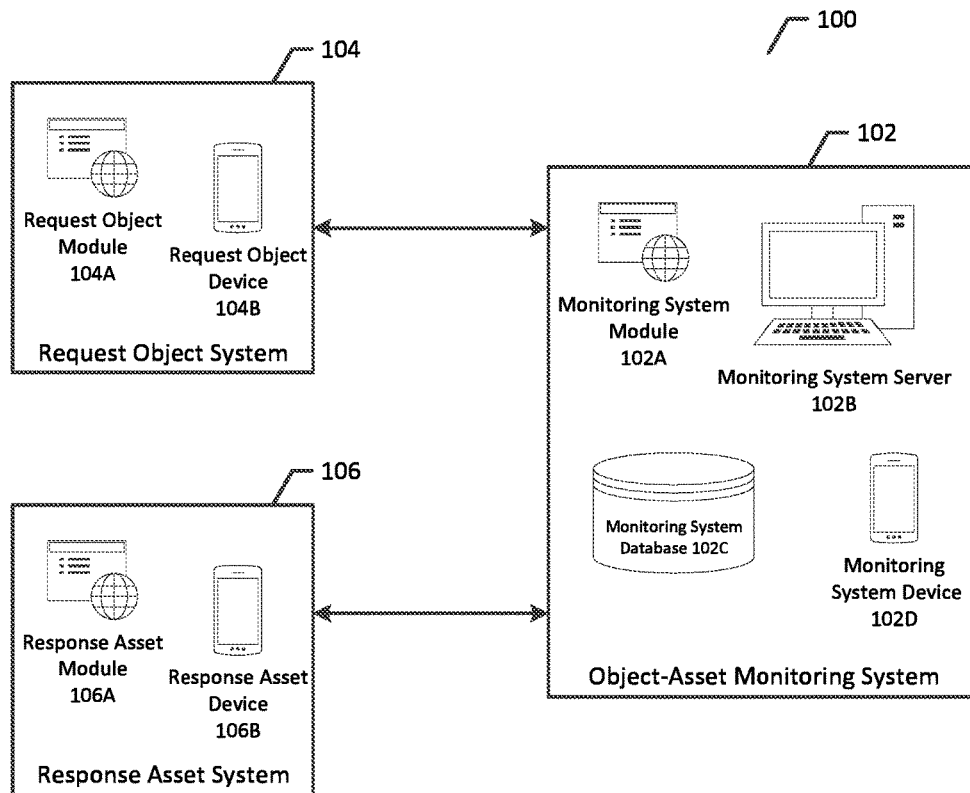 100
104
Request Object
Module
104A
Request Object
Device
104B
Request Object System
102
Monitoring System
Module
102A
Monitoring System Server
102B
Monitoring System
Database 102C
Monitoring
System Device
102D
Object-Asset Monitoring System
106
Response Asset
Module
106A
Response Asset
Device
106B
Response Asset System